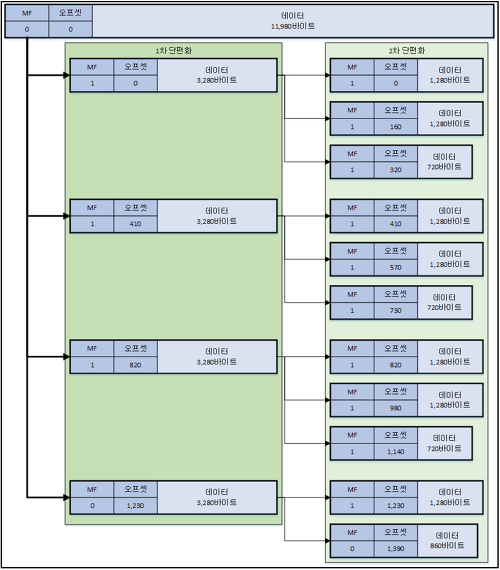 MF 오프셋 데이터
0 0 11,980바이트
1차 단편화 2차 단편화
MF 오프셋 데이터
1 0 3,280바이트
MF 오프셋 데이터
1 0 1,280바이트
MF 오프셋 데이터
1 160 1,280바이트
MF 오프셋 데이터
1 320 720바이트
MF 오프셋 데이터
1 410 3,280바이트
MF 오프셋 데이터
1 410 1,280바이트
MF 오프셋 데이터
1 570 1,280바이트
MF 오프셋 데이터
1 730 720바이트
MF 오프셋 데이터
1 820 3,280바이트
MF 오프셋 데이터
1 820 1,280바이트
MF 오프셋 데이터
1 980 1,280바이트
MF 오프셋 데이터
1 1,140 720바이트
MF 오프셋 데이터
0 1,230 3,280바이트
MF 오프셋 데이터
1 1,230 1,280바이트
MF 오프셋 데이터
0 1,390 860바이트